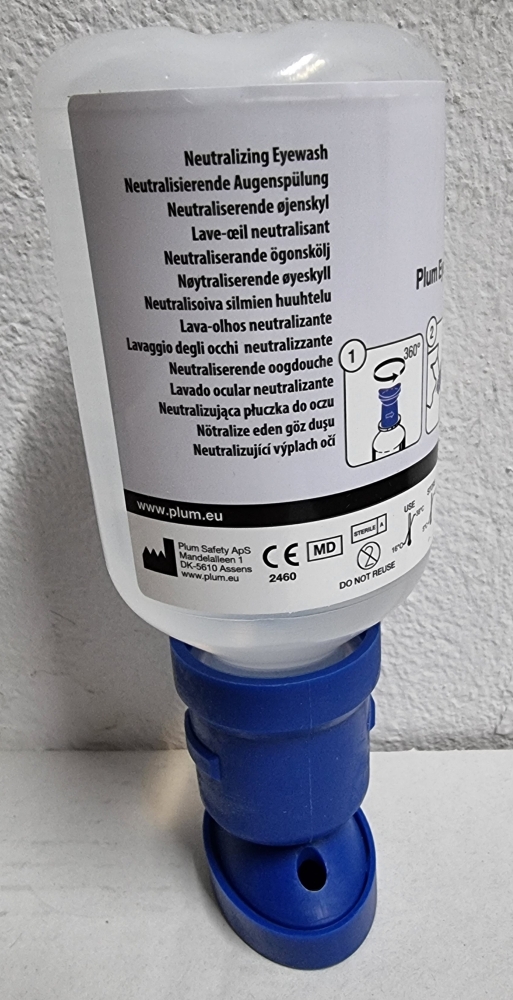 Neutralizing Eyewash
Neutralisierende Augenspülung
Neutraliserende øjenskyl
Lave-œil neutralisant
Neutraliserande ögonskölj
Nøytraliserende øyeskyll
Neutralisoiva silmien huuhtelu
Lava-olhos neutralizante
Lavaggio degli occhi neutralizzante
Neutraliserende oogdouche
Lavado ocular neutralizante
Neutralizująca płuczka do oczu
Nötralize eden göz duşu
Neutralizující výplach očí
Plum
1
360°
2
www.plum.eu
Plum Safety ApS
Mandelalleen 1
DK-5610 Assens
www.plum.eu
CE
2460
MD
STERILE A
2
DO NOT REUSE
USE